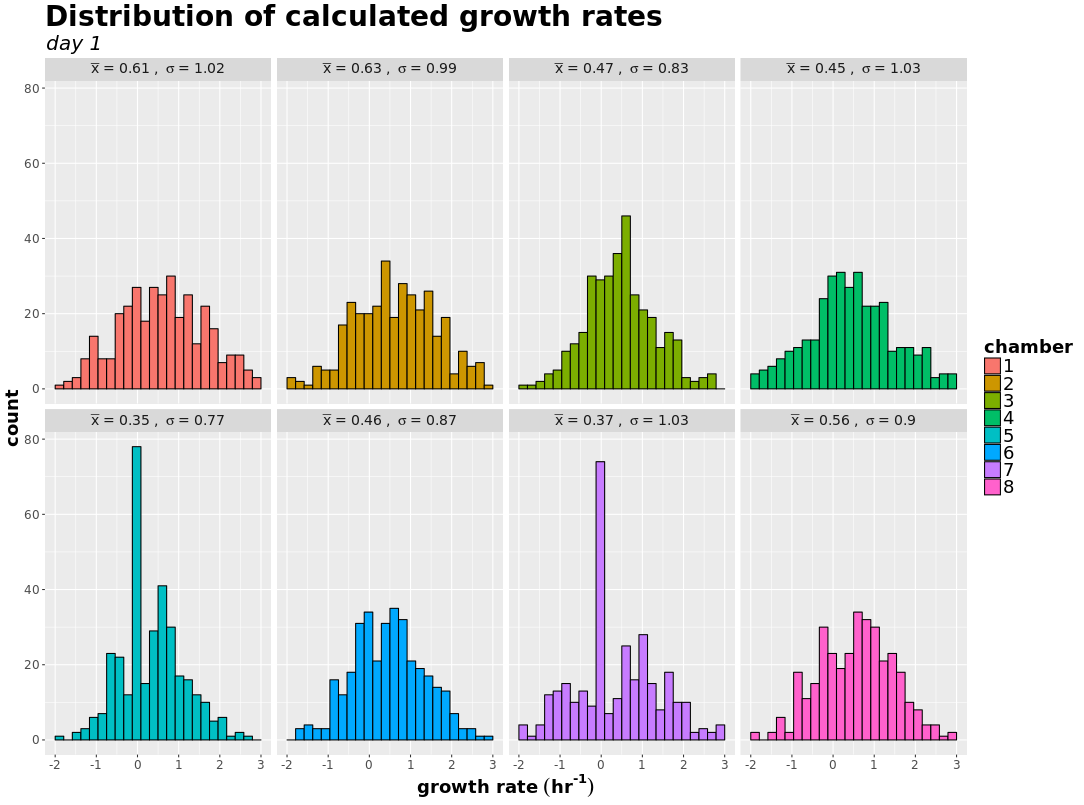 Distribution of calculated growth rates
day 1
x̅ = 0.61 , σ = 1.02
x̅ = 0.63 , σ = 0.99
x̅ = 0.47 , σ = 0.83
x̅ = 0.45 , σ = 1.03
80
60
40
20
0
x̅ = 0.35 , σ = 0.77
x̅ = 0.46 , σ = 0.87
x̅ = 0.37 , σ = 1.03
x̅ = 0.56 , σ = 0.9
80
60
40
20
0
-2 -1 0 1 2 3
-2 -1 0 1 2 3
-2 -1 0 1 2 3
-2 -1 0 1 2 3
count
growth rate (hr⁻¹)
chamber
1
2
3
4
5
6
7
8